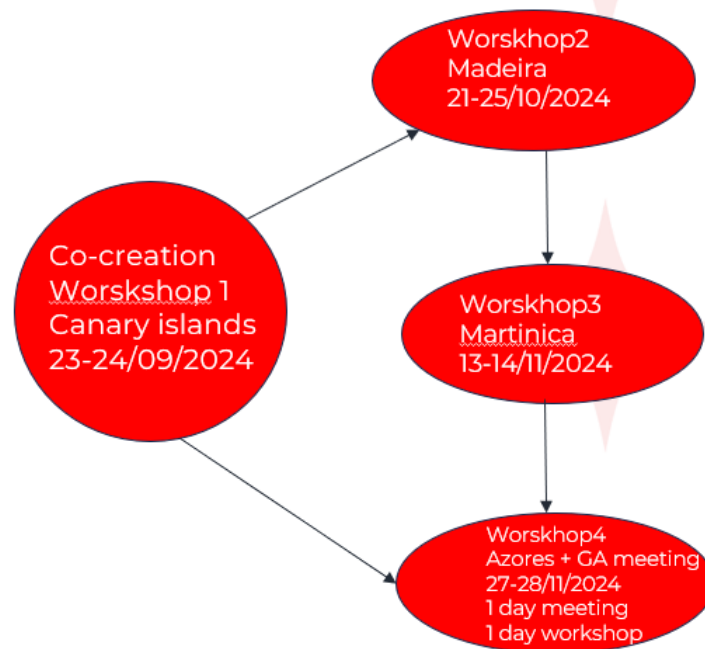 Co-creation
Worskshop 1
Canary islands
23-24/09/2024
Worskhop2
Madeira
21-25/10/2024
Worskhop3
Martinica
13-14/11/2024
Worskhop4
Azores + GA meeting
27-28/11/2024
1 day meeting
1 day workshop